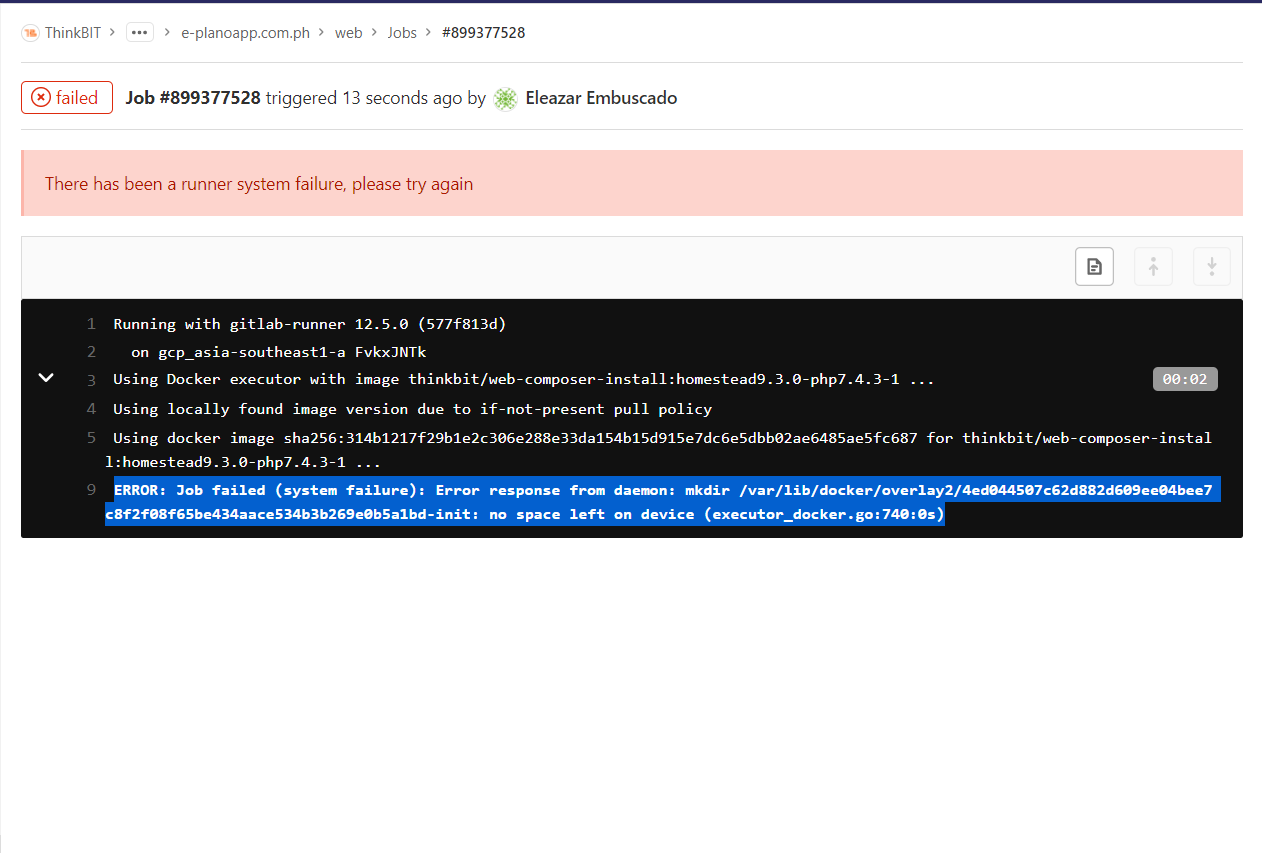 ThinkBIT > ••• > e-planoapp.com.ph > web > Jobs > #899377528
failed Job #899377528 triggered 13 seconds ago by Eleazar Embuscado
There has been a runner system failure, please try again
1 Running with gitlab-runner 12.5.0 (577f813d)
2 on gcp_asia-southeast1-a FvkxJNTk
3 Using Docker executor with image thinkbit/web-composer-install:homestead9.3.0-php7.4.3-1 ... 00:02
4 Using locally found image version due to if-not-present pull policy
5 Using docker image sha256:314b1217f29b1e2c306e288e33da154b15d915e7dc6e5dbb02ae6485ae5fc687 for thinkbit/web-composer-instal
l:homestead9.3.0-php7.4.3-1 ...
9 ERROR: Job failed (system failure): Error response from daemon: mkdir /var/lib/docker/overlay2/4ed044507c62d882d609ee04bee7
c8f2f08f65be434aace534b3b269e0b5a1bd-init: no space left on device (executor_docker.go:740:0s)